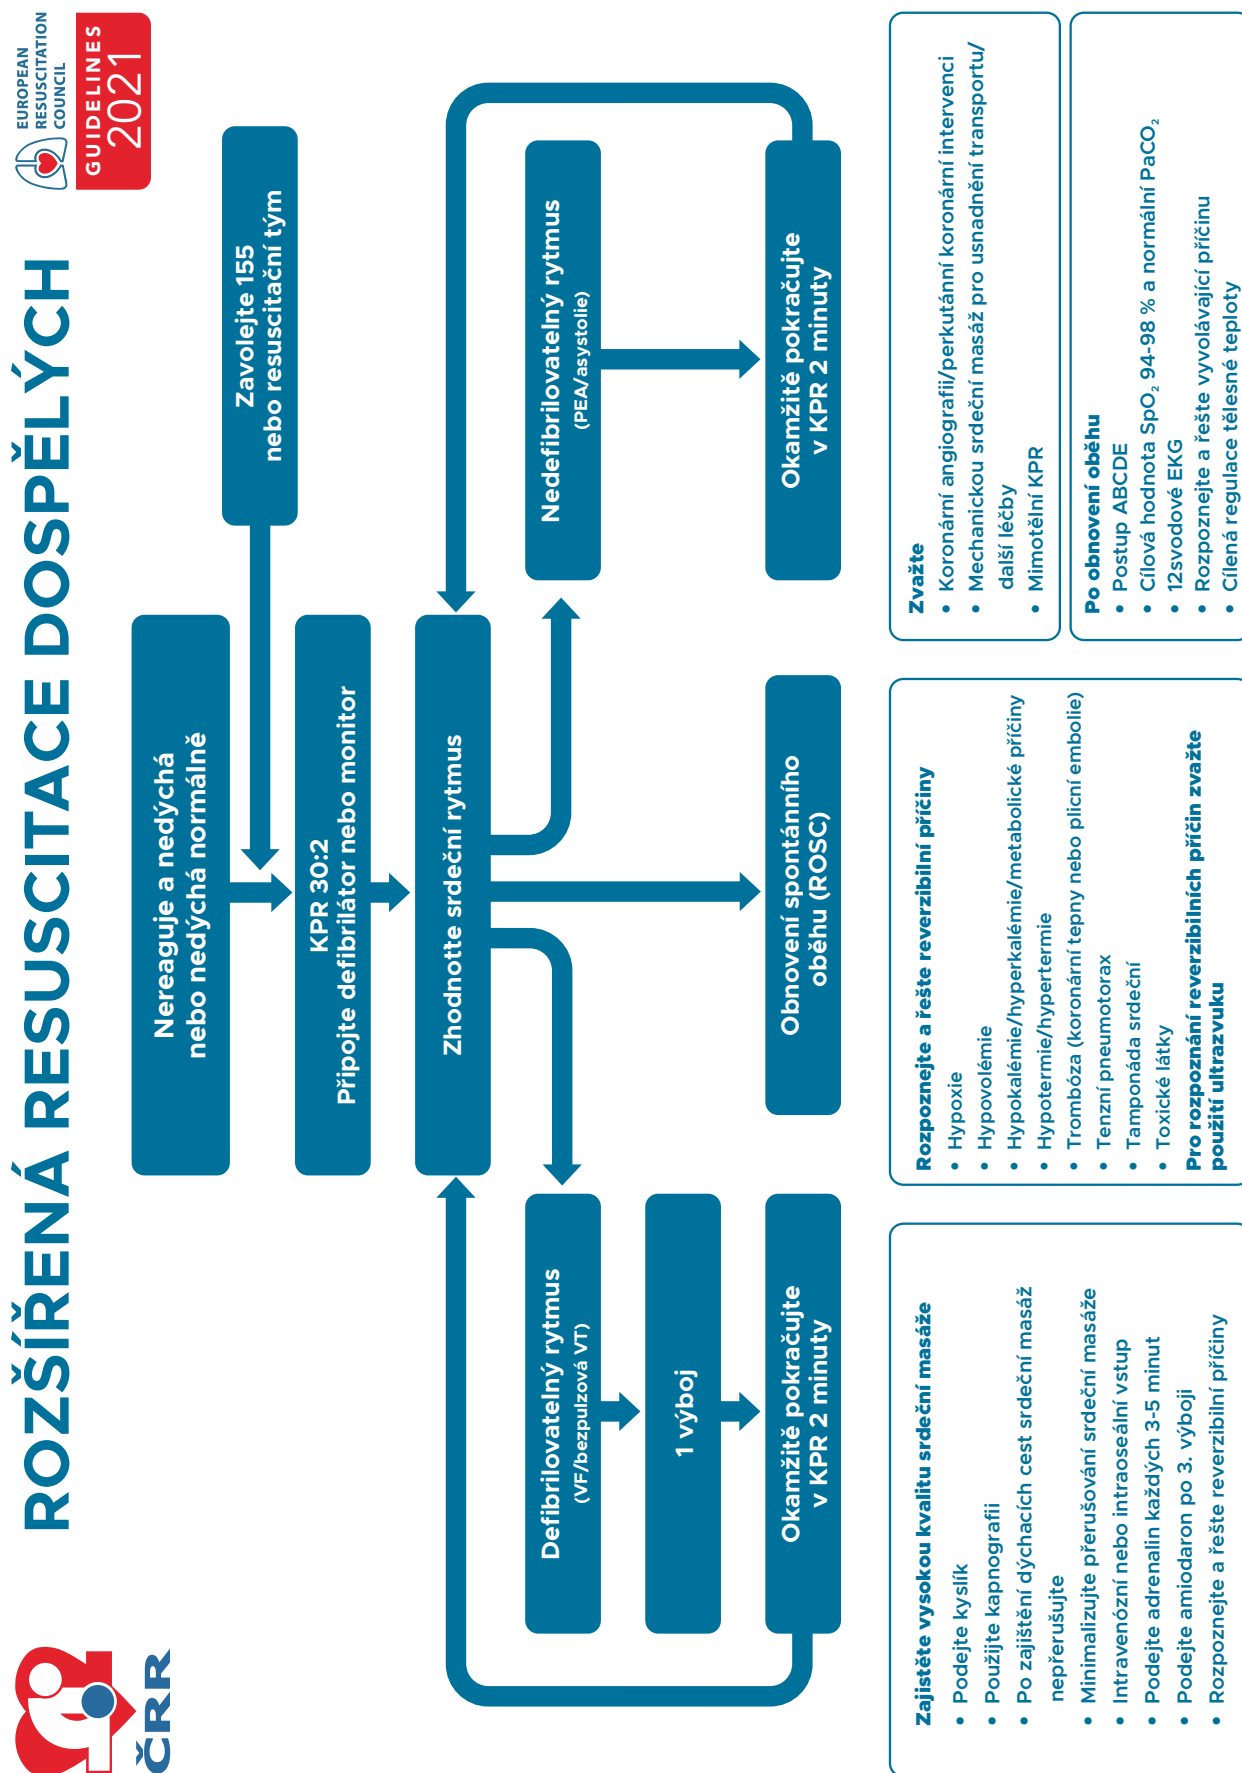 ČRR
ROZŠÍŘENÁ RESUSCITACE DOSPĚLÝCH
EUROPEAN
RESUSCITATION
COUNCIL
GUIDELINES
2021
Nereaguje a nedýchá
nebo nedýchá normálně
Zavolejte 155
nebo resuscitační tým
KPR 30:2
Připojte defibrilátor nebo monitor
Zhodnotte srdeční rytmus
Defibrilovatelný rytmus
(VF/bezpulzová VT)
Nedefibrilovatelný rytmus
(PEA/asystolie)
1 výboj
Okamžitě pokračujte
v KPR 2 minuty
Obnovení spontánního
oběhu (ROSC)
Okamžitě pokračujte
v KPR 2 minuty
Zajistěte vysokou kvalitu srdeční masáže
• Podejte kyslík
• Použijte kapnografii
• Po zajištění dýchacích cest srdeční masáž
nepřerušujte
• Minimalizujte přerušování srdeční masáže
• Intravenózní nebo intraoseální vstup
• Podejte adrenalin každých 3-5 minut
• Podejte amiodaron po 3. výboji
• Rozpoznejte a řešte reverzibilní příčiny
Rozpoznejte a řešte reverzibilní příčiny
• Hypoxie
• Hypovolémie
• Hypokalémie/hyperkalémie/metabolické příčiny
• Hypotermie/hypertermie
• Trombóza (koronární tepny nebo plicní embolie)
• Tenzní pneumotorax
• Tamponáda srdeční
• Toxické látky
Pro rozpoznání reverzibilních příčin zvažte
použití ultrazvuku
Zvažte
• Koronární angiografii/perkutánní koronární intervenci
• Mechanickou srdeční masáž pro usnadnění transportu/
další léčby
• Mimotělní KPR
Po obnovení oběhu
• Postup ABCDE
• Cílová hodnota SpO₂ 94-98 % a normální PaCO₂
• 12svodové EKG
• Rozpoznejte a řešte vyvolávající příčinu
• Cílená regulace tělesné teploty